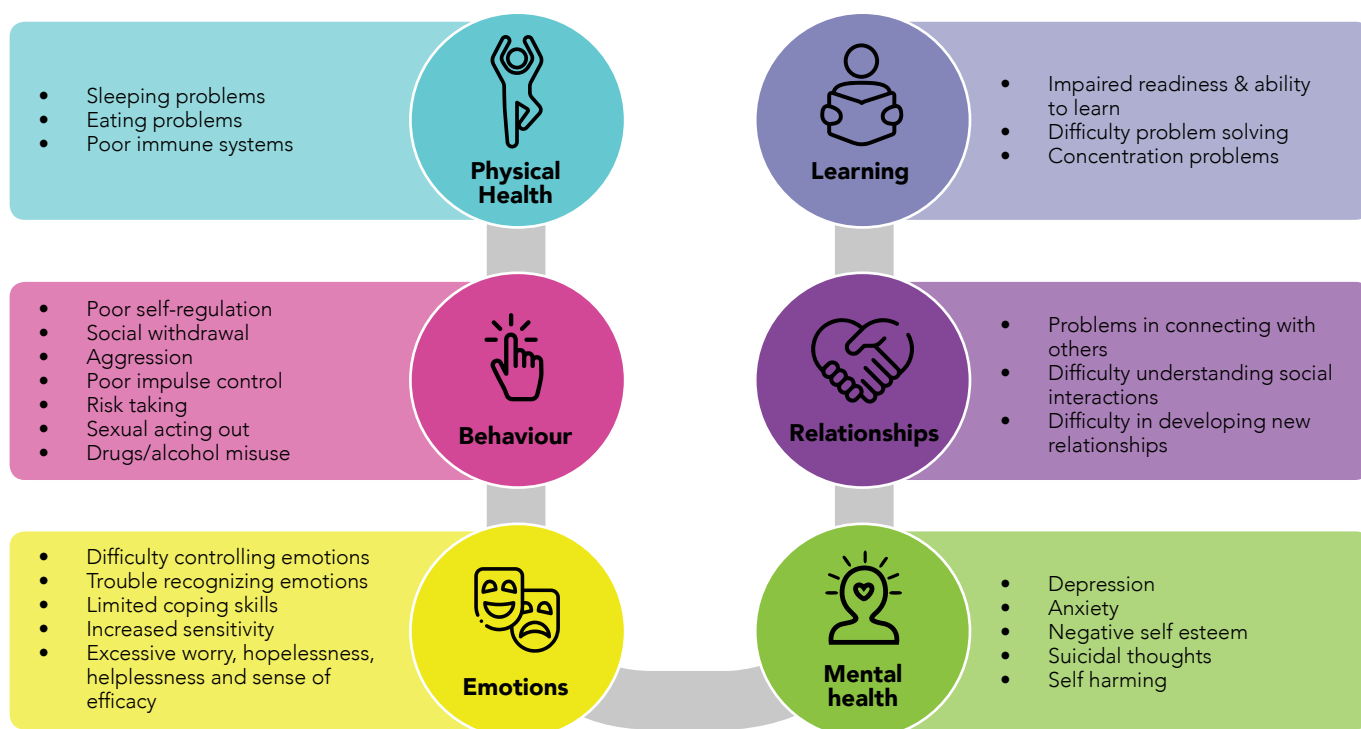 • Sleeping problems
• Eating problems
• Poor immune systems
Physical
Health
• Poor self-regulation
• Social withdrawal
• Aggression
• Poor impulse control
• Risk taking
• Sexual acting out
• Drugs/alcohol misuse
Behaviour
• Difficulty controlling emotions
• Trouble recognizing emotions
• Limited coping skills
• Increased sensitivity
• Excessive worry, hopelessness,
helplessness and sense of
efficacy
Emotions
Learning
• Impaired readiness & ability
to learn
• Difficulty problem solving
• Concentration problems
Relationships
• Problems in connecting with
others
• Difficulty understanding social
interactions
• Difficulty in developing new
relationships
Mental
health
• Depression
• Anxiety
• Negative self esteem
• Suicidal thoughts
• Self harming